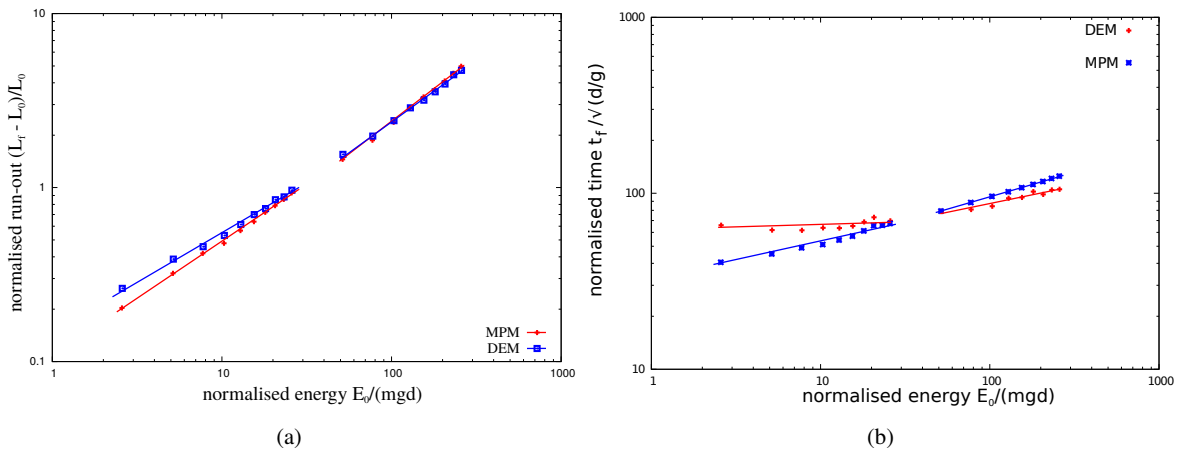 10
1
0.1
1
10
100
1000
normalised run-out (L_f - L_0)/L_0
normalised energy E_0/(mgd)
MPM
DEM
(a)
1000
100
10
1
10
100
1000
normalised time t_f /√(d/g)
normalised energy E_0/(mgd)
DEM
MPM
(b)